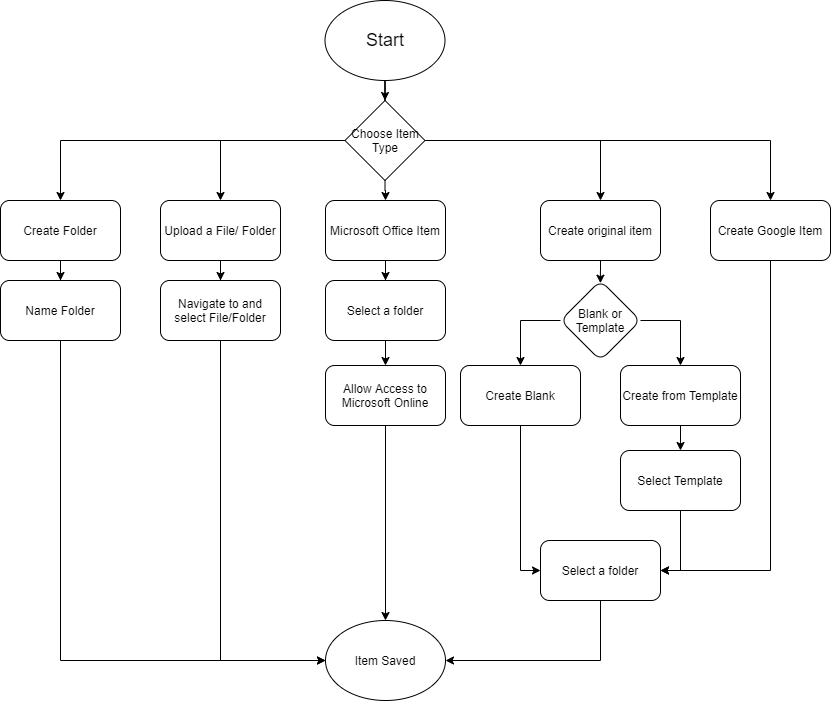 Start
Choose Item
Type
Create Folder
Upload a File/ Folder
Microsoft Office Item
Create original item
Create Google Item
Name Folder
Navigate to and
select File/Folder
Select a folder
Blank or
Template
Allow Access to
Microsoft Online
Create Blank
Create from Template
Select Template
Select a folder
Item Saved